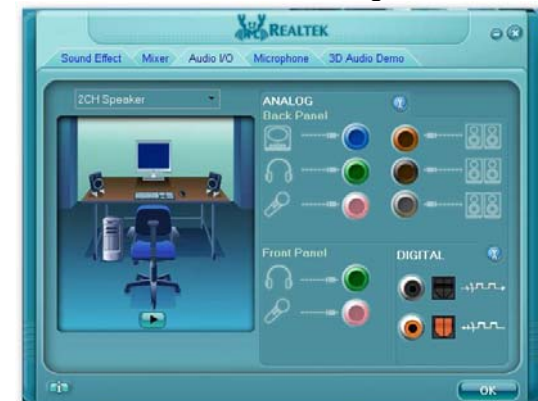 REALTEK
Sound Effect Mixer Audio I/O Microphone 3D Audio Demo
2CH Speaker
ANALOG
Back Panel
Front Panel
DIGITAL
OK